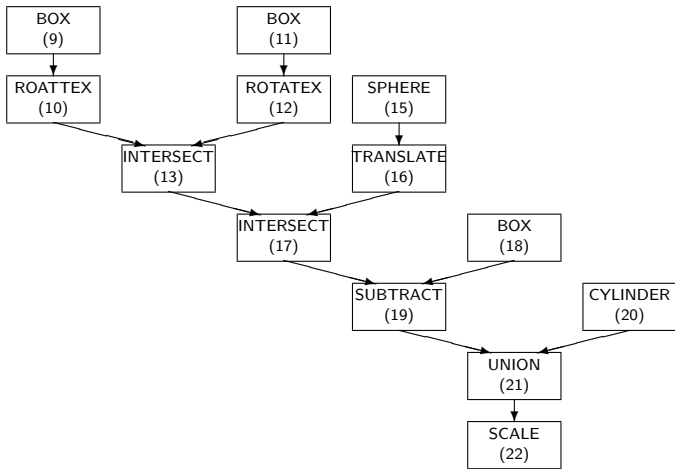 BOX
(9)
BOX
(11)
ROATTEX
(10)
ROTATEX
(12)
SPHERE
(15)
INTERSECT
(13)
TRANSLATE
(16)
INTERSECT
(17)
BOX
(18)
SUBTRACT
(19)
CYLINDER
(20)
UNION
(21)
SCALE
(22)